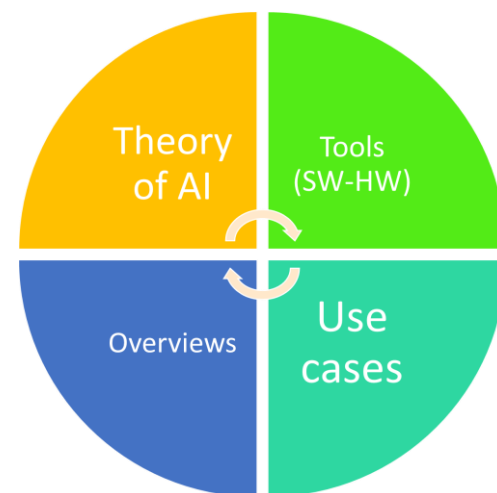 Theory
of AI
Tools
(SW-HW)
Overviews
Use
cases